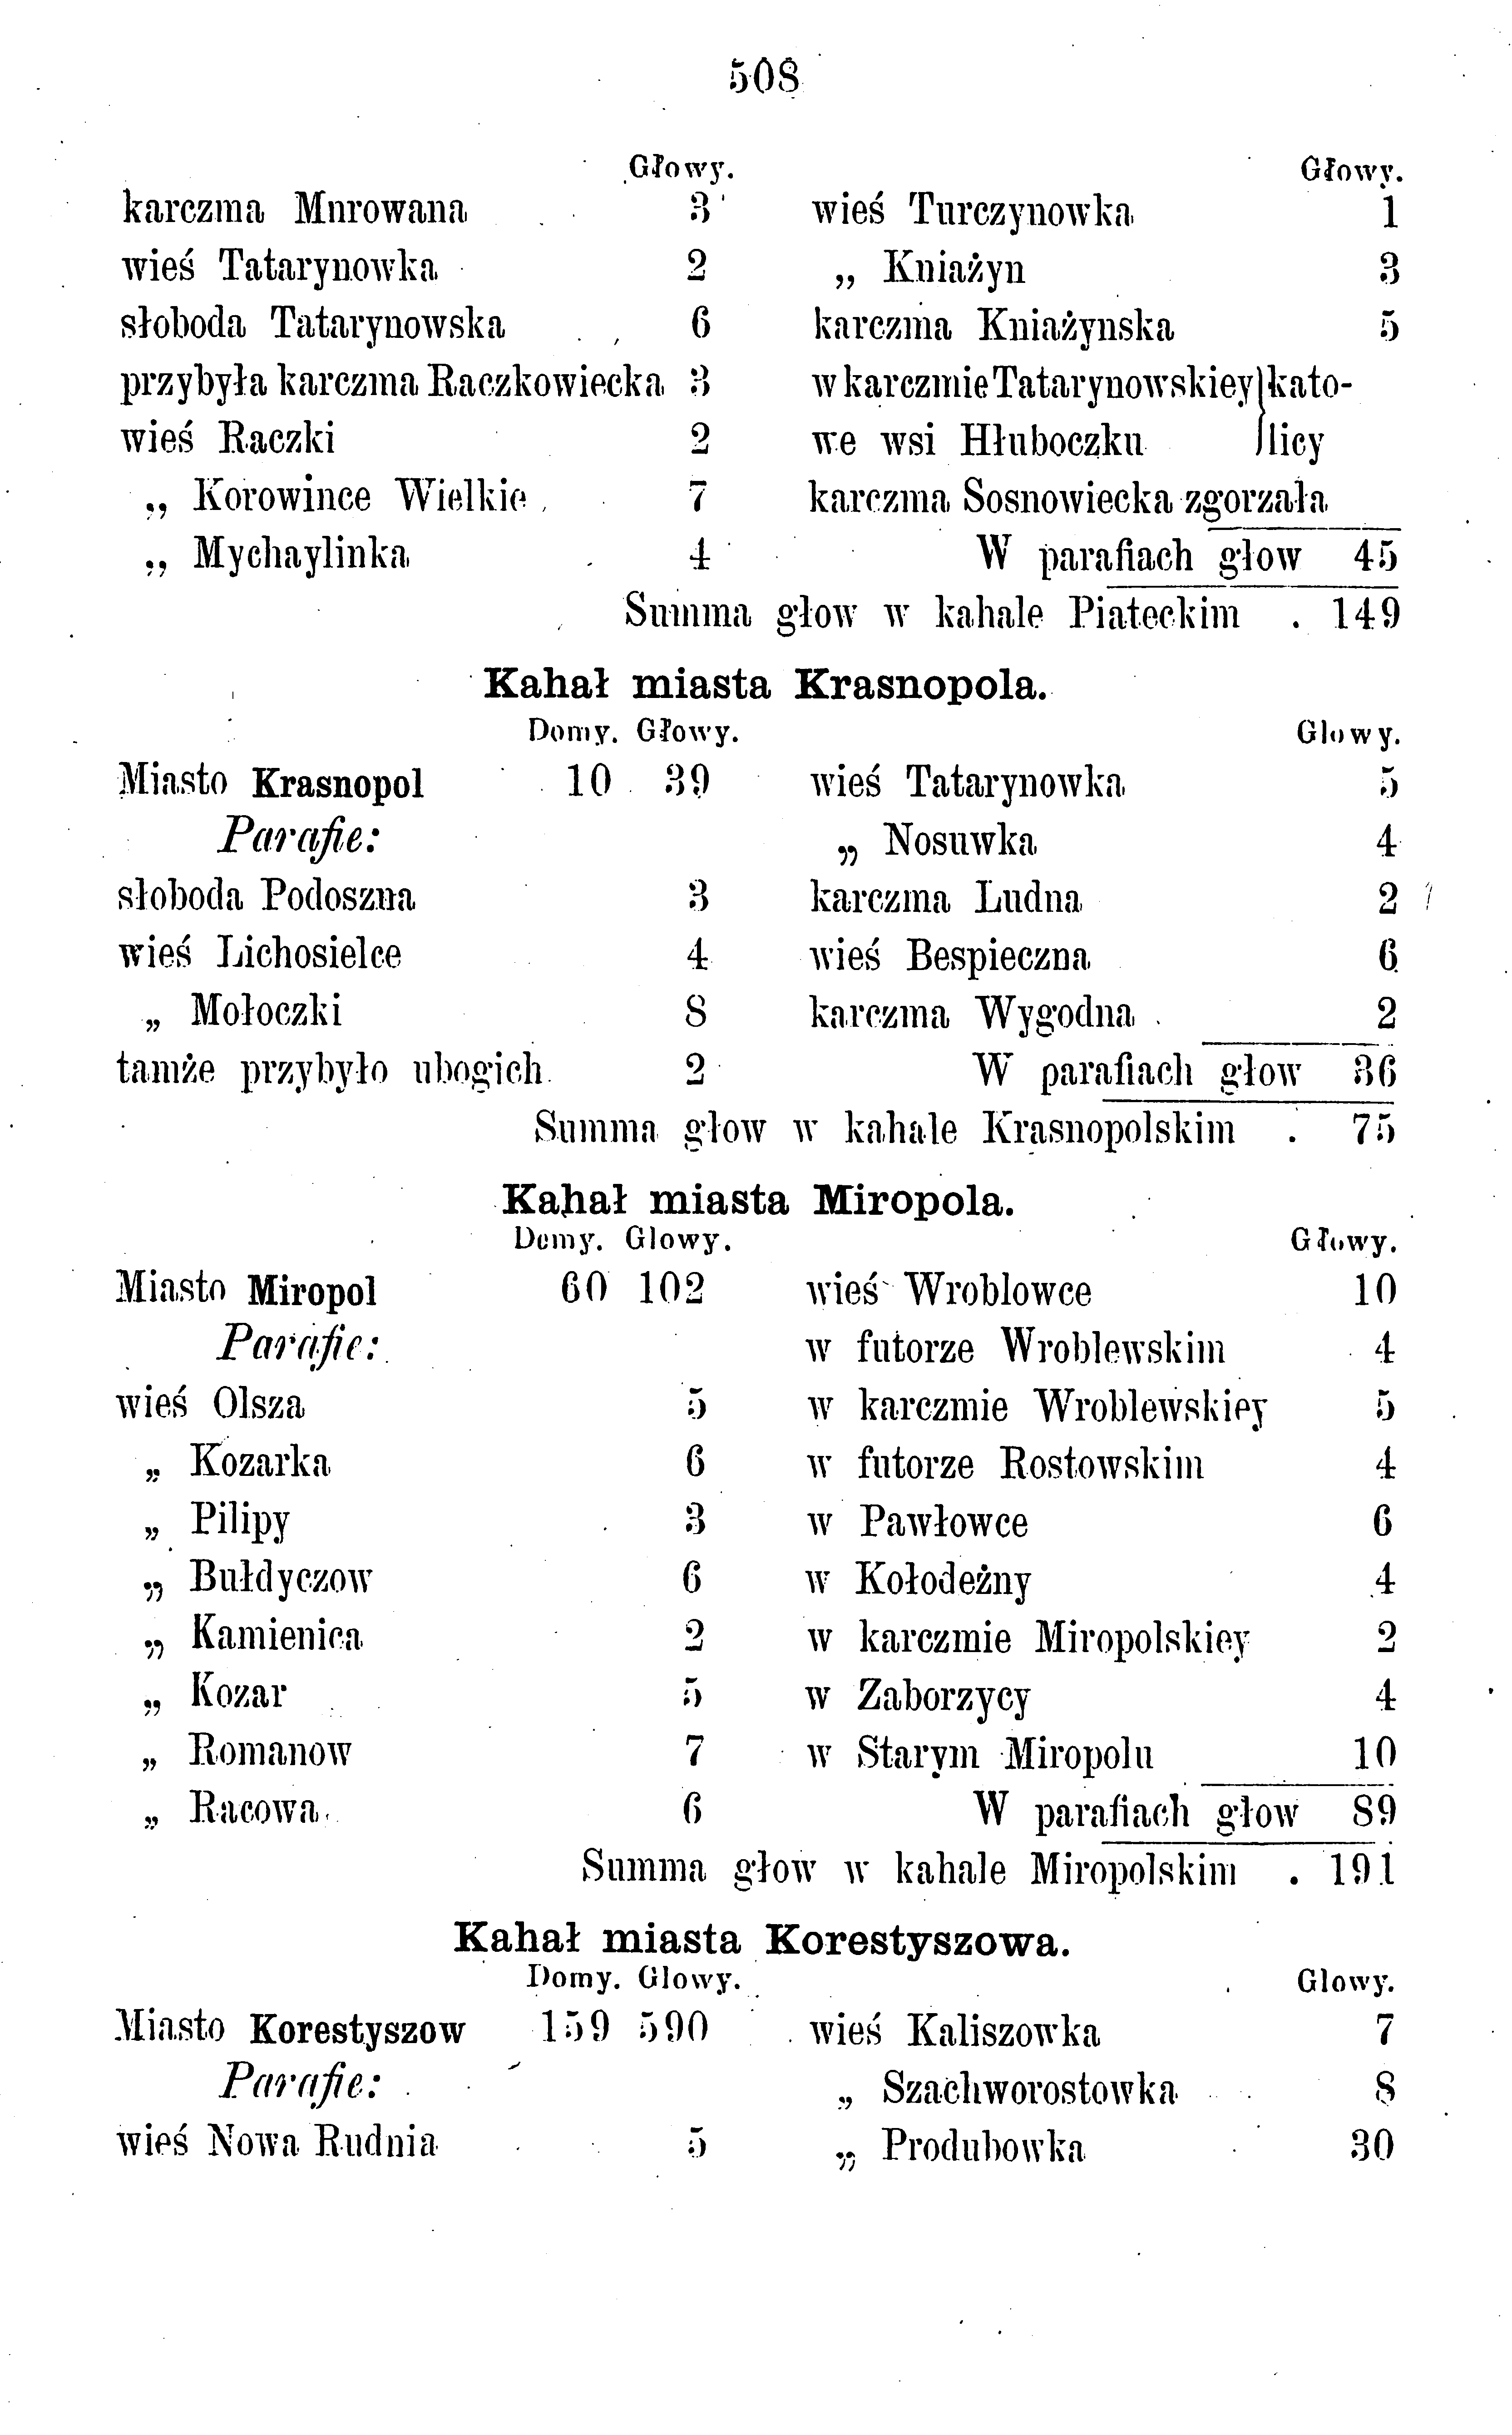 508
Głowy.
karczma Murowana 3
wieś Tatarynowka 2
słoboda Tatarynowska 6
przybyła karczma Raczkowiecka 3
wieś Raczki 2
„ Korowince Wielkie 7
„ Mychaylinka 4
Głowy.
wieś Turczynowka 1
„ Kniażyn 3
karczma Kniażynska 5
w karczmie Tatarynowskiey } kato-
we wsi Hłuboczku } licy
karczma Sosnowiecka zgorzała
W parafiach głow 45
Summa głow w kahale Piateckim . 149
Kahał miasta Krasnopola.
Domy. Głowy.
Miasto Krasnopol 10 39
Parafie:
słoboda Podoszna 3
wieś Lichosielce 4
„ Mołoczki 8
tamże przybyło ubogich 2
Glowy.
wieś Tatarynowka 5
„ Nosuwka 4
karczma Ludna 2
wieś Bespieczna 6
karczma Wygodna 2
W parafiach głow 36
Summa głow w kahale Krasnopolskim . 75
Kahał miasta Miropola.
Domy. Glowy.
Miasto Miropol 60 102
Parafie:
wieś Olsza 5
„ Kozarka 6
„ Pilipy 3
„ Bułdyczow 6
„ Kamienica 2
„ Kozar 5
„ Romanow 7
„ Racowa 6
Głowy.
wieś Wroblowce 10
w futorze Wroblewskim 4
w karczmie Wroblewskiey 5
w futorze Rostowskim 4
w Pawłowce 6
w Kołodeżny 4
w karczmie Miropolskiey 2
w Zaborzycy 4
w Starym Miropolu 10
W parafiach głow 89
Summa głow w kahale Miropolskim . 191
Kahał miasta Korestyszowa.
Domy. Glowy.
Miasto Korestyszow 159 590
Parafie:
wieś Nowa Rudnia 5
Glowy.
wieś Kaliszowka 7
„ Szachworostowka 8
„ Produbowka 30